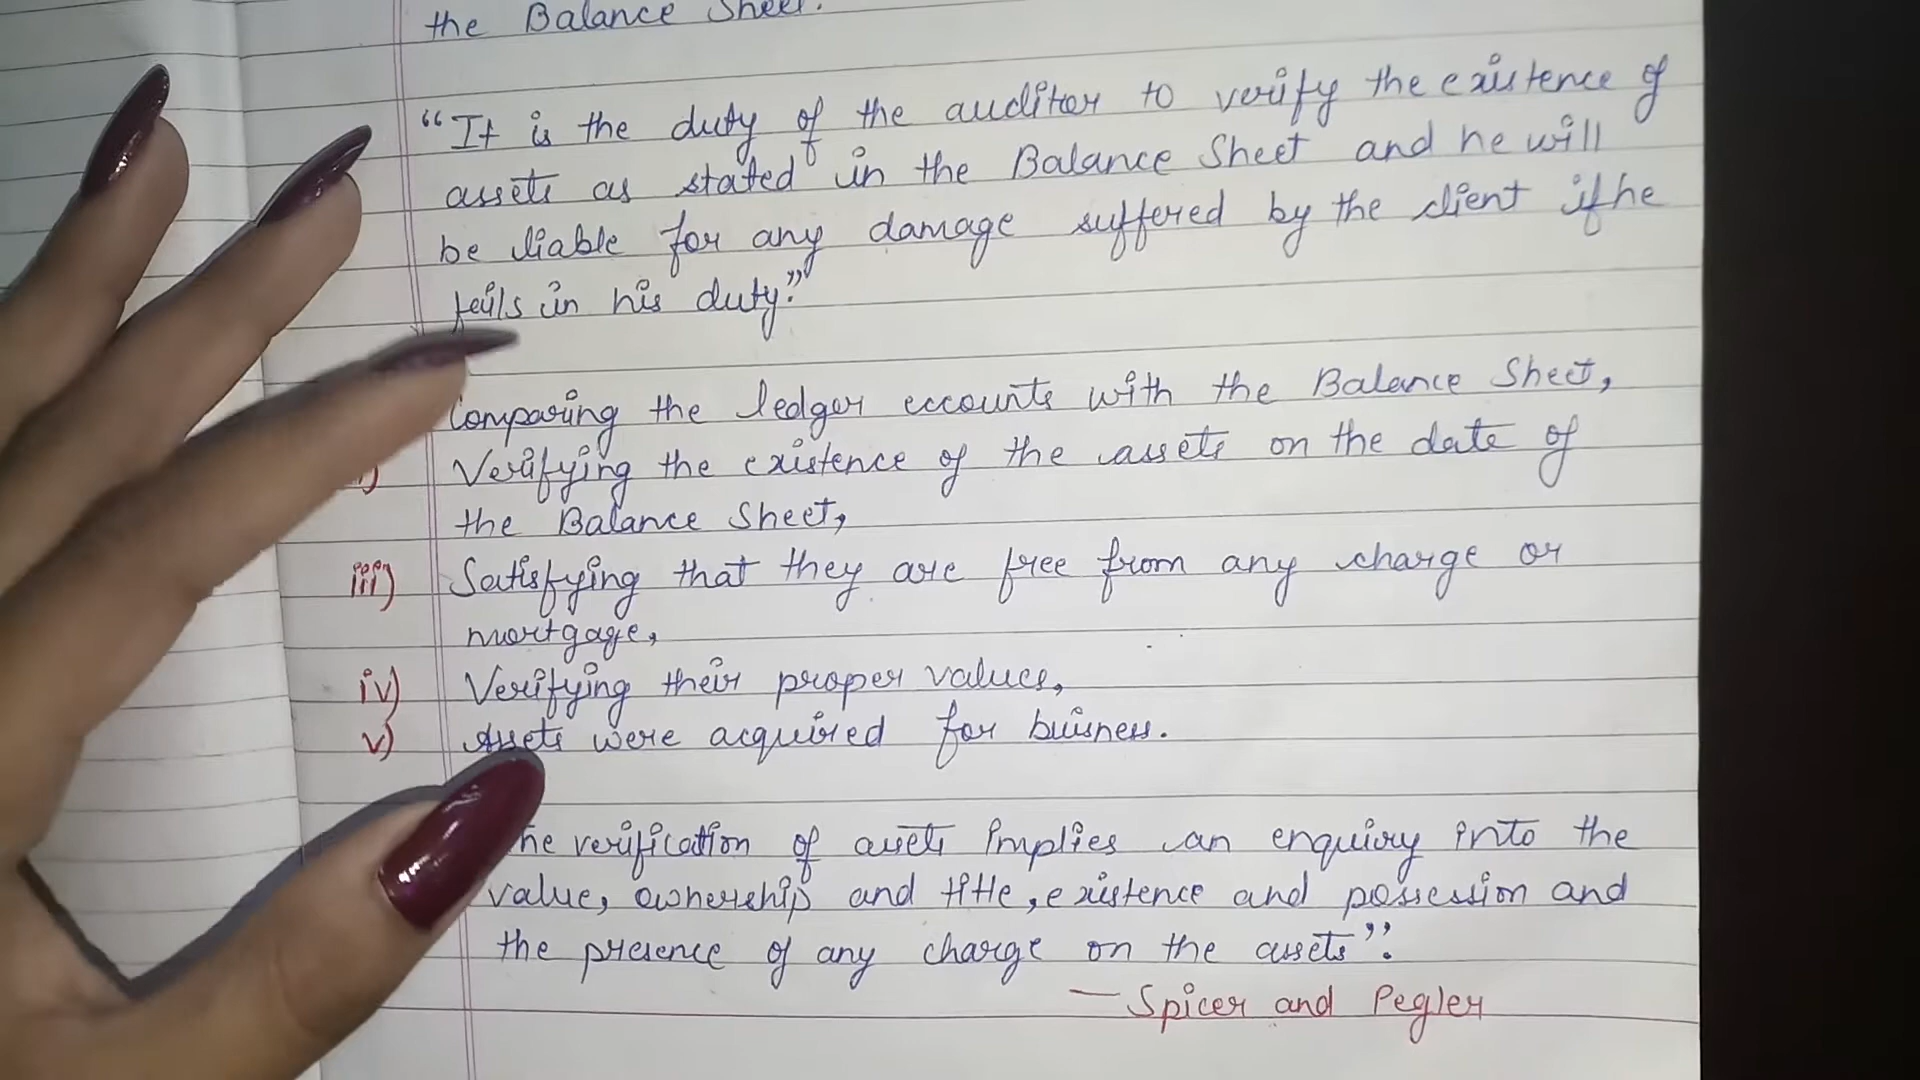 the Balance Sheet.
“It is the duty of the auditor to verify the existence of
assets as stated in the Balance Sheet and he will
be liable for any damage suffered by the client if he
fails in his duty.”
Comparing the ledger accounts with the Balance Sheet,
Verifying the existence of the assets on the date of
the Balance Sheet,
iii) Satisfying that they are free from any charge or
mortgage,
iv) Verifying their proper values,
v) Assets were acquired for buisness.
he verification of assets implies an enquiry into the
value, ownership and title, existence and possession and
the presence of any charge on the assets”.
— Spicer and Pegler